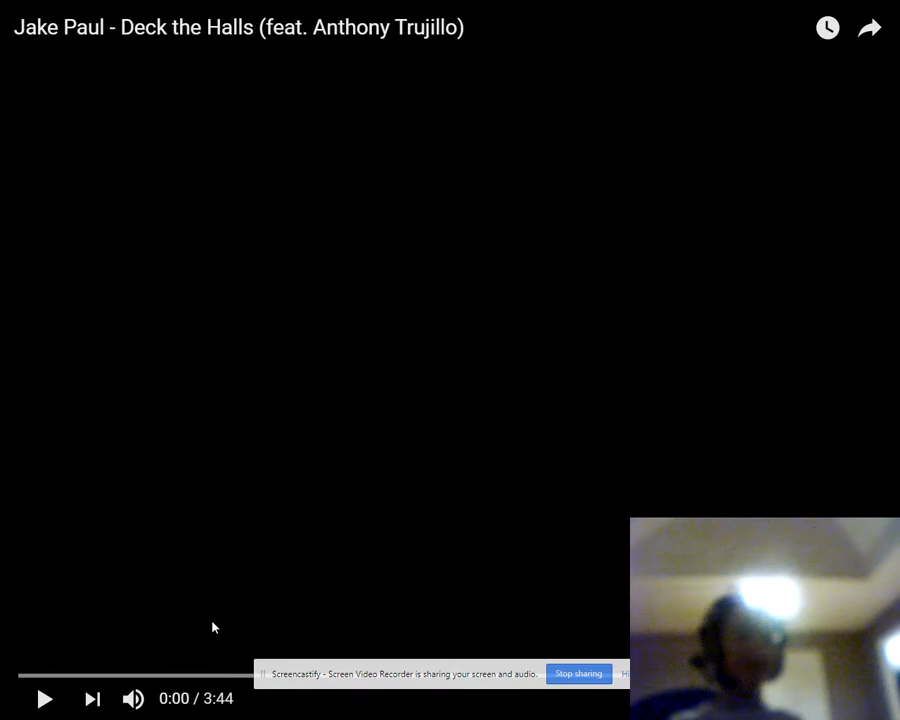 Jake Paul - Deck the Halls (feat. Anthony Trujillo)
Screencastify - Screen Video Recorder is sharing your screen and audio. Stop sharing Hi
0:00 / 3:44